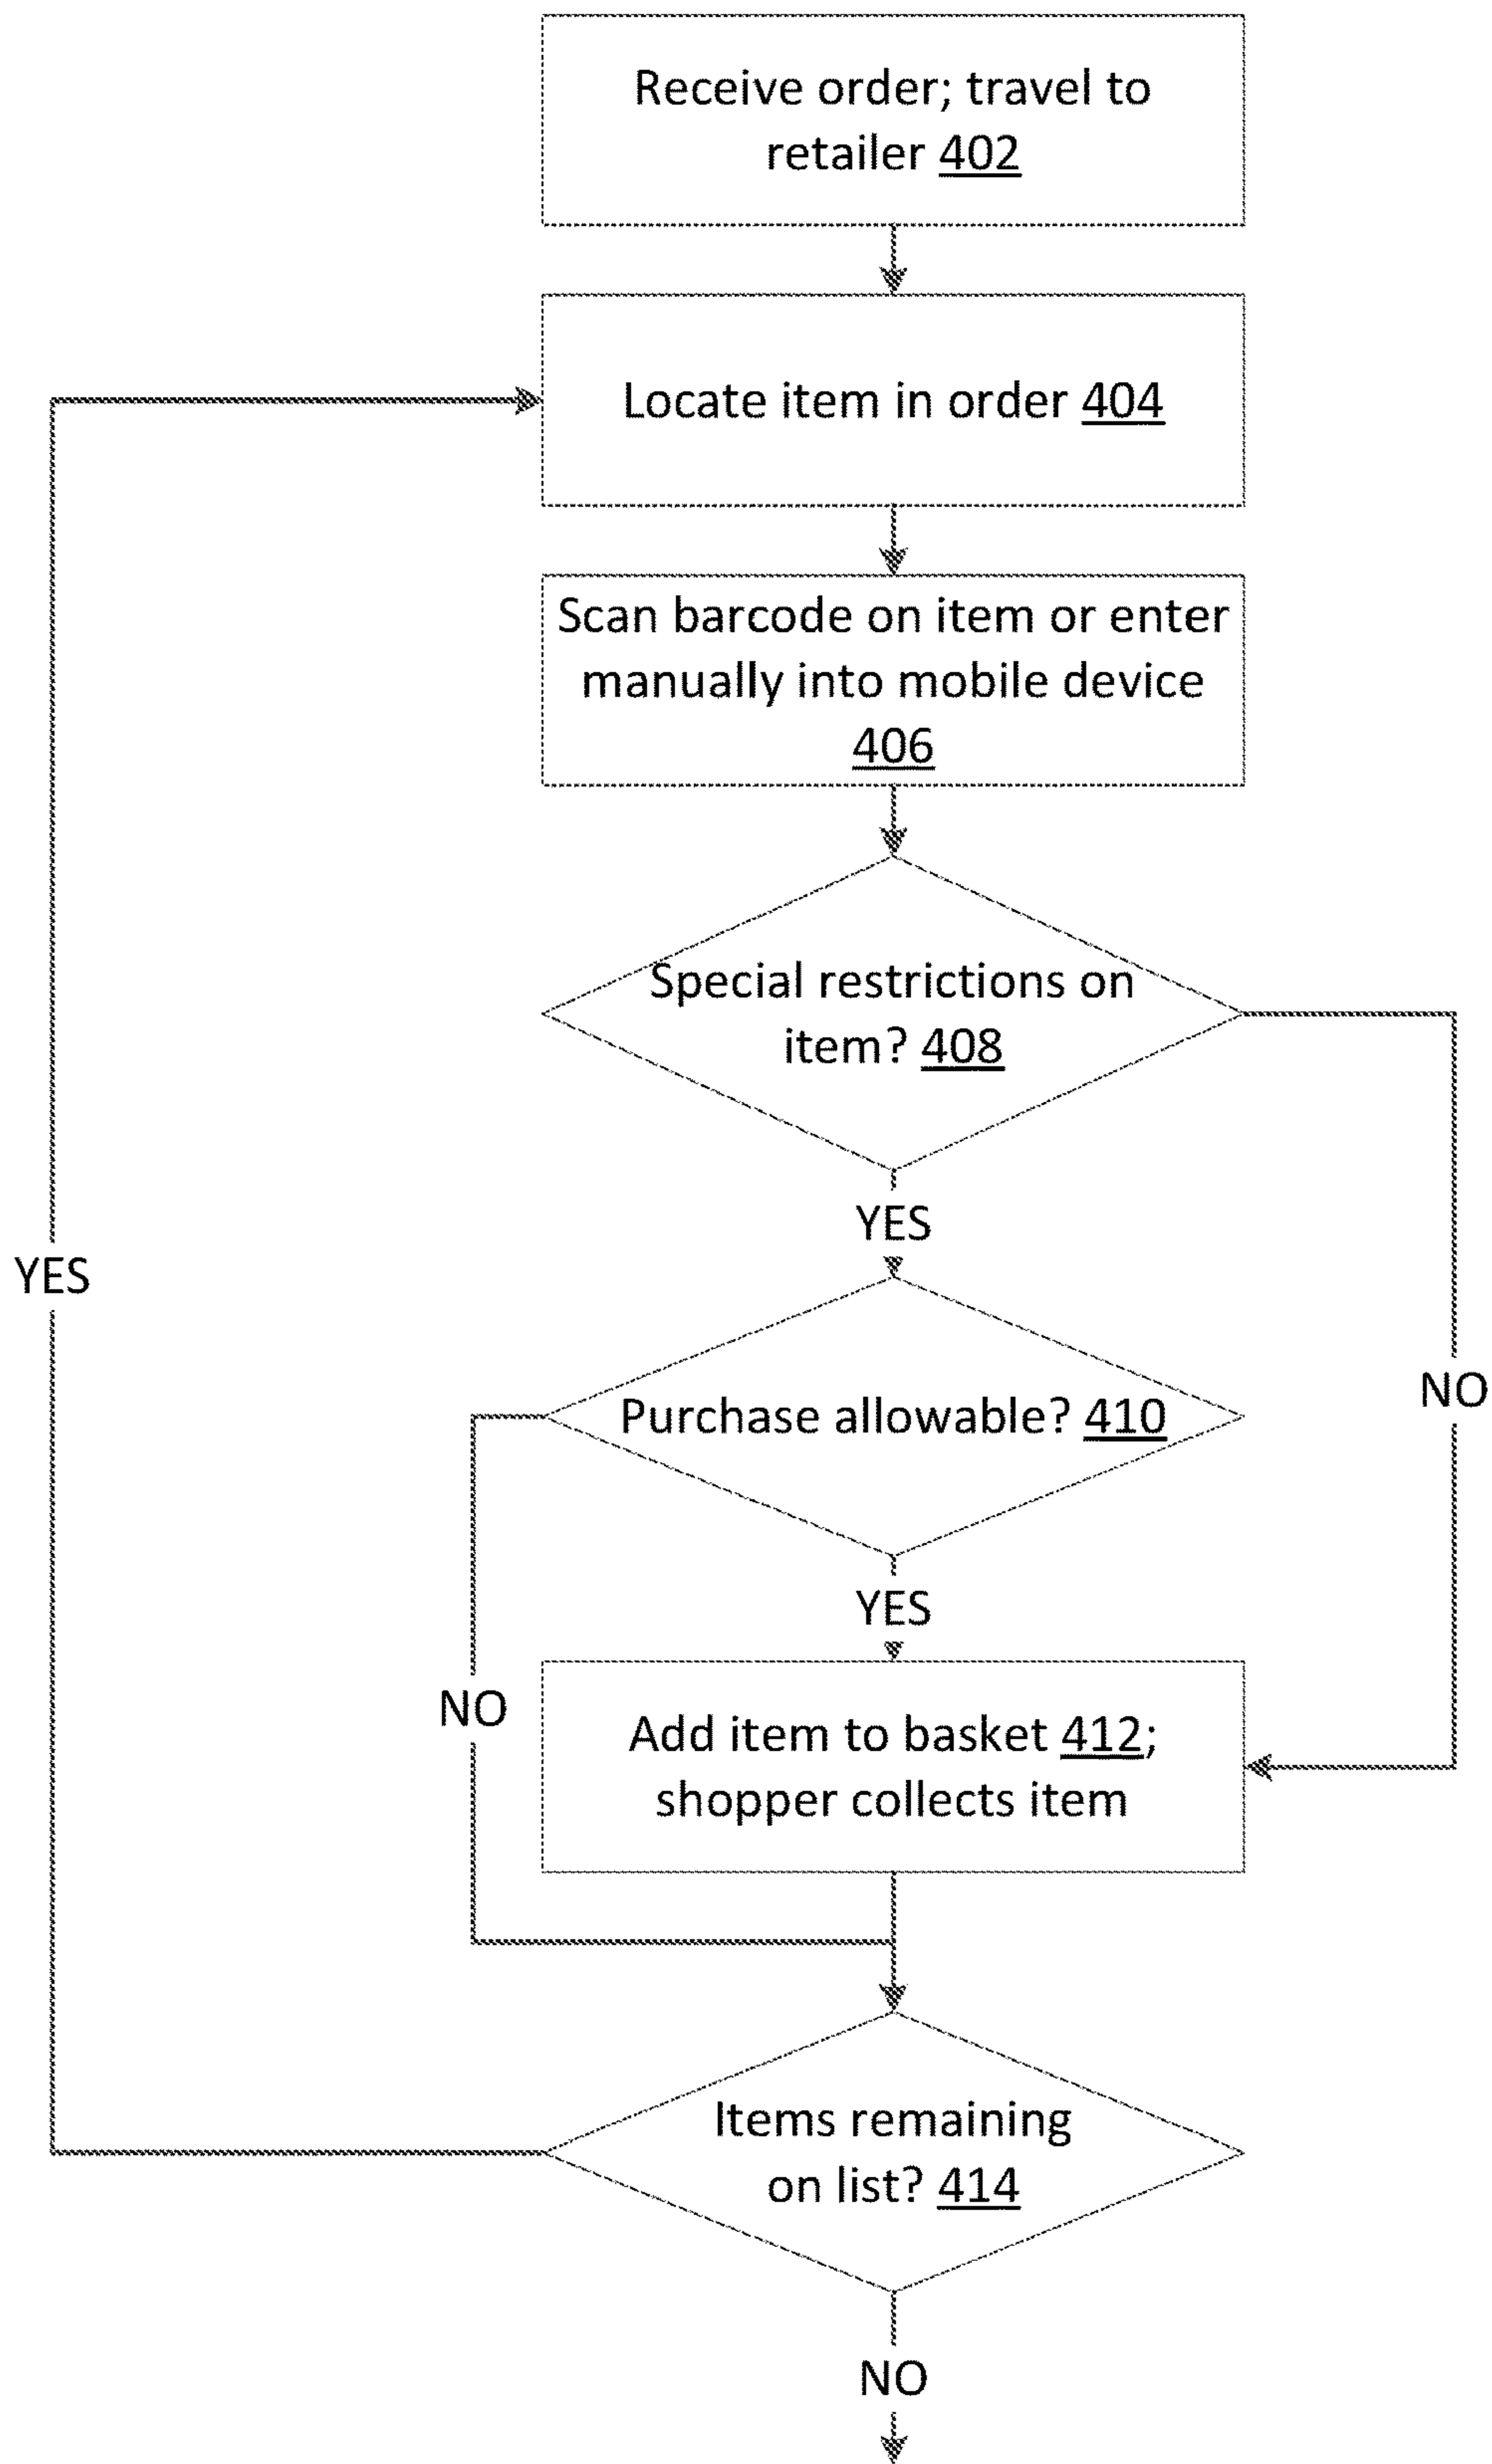 Receive order; travel to
retailer 402
Locate item in order 404
Scan barcode on item or enter
manually into mobile device
406
Special restrictions on
item? 408
YES
YES
NO
Purchase allowable? 410
YES
NO
Add item to basket 412;
shopper collects item
Items remaining
on list? 414
NO